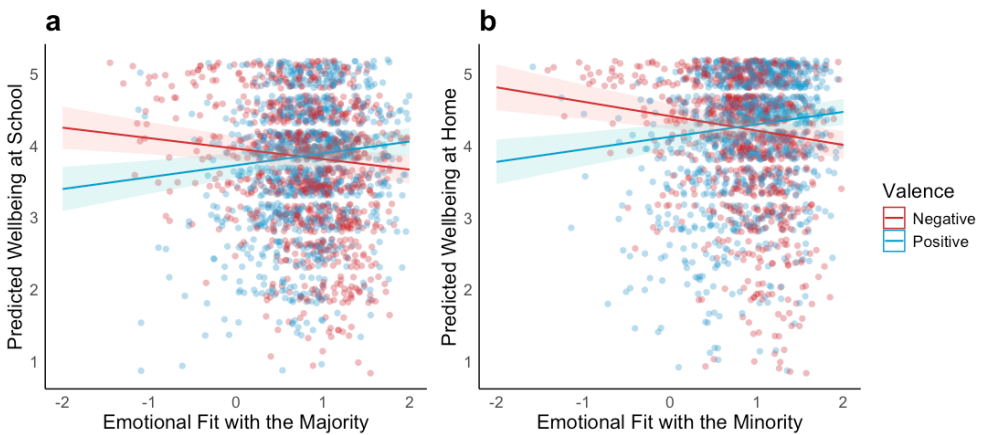 a
Predicted Wellbeing at School
5
4
3
2
1
-2 -1 0 1 2
Emotional Fit with the Majority
b
Predicted Wellbeing at Home
5
4
3
2
1
-2 -1 0 1 2
Emotional Fit with the Minority
Valence
Negative
Positive